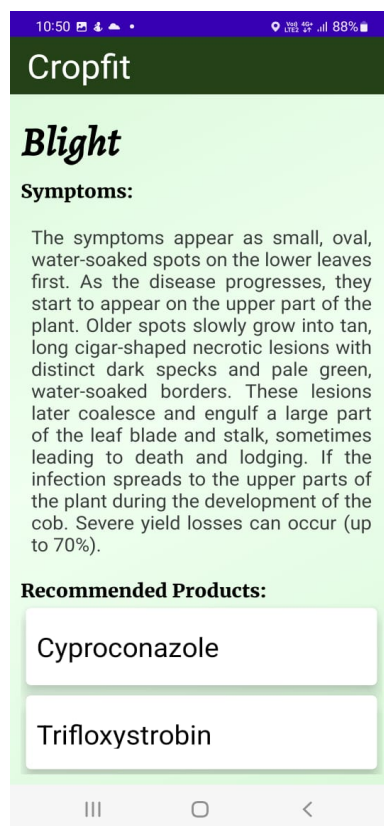 10:50
Vo) 4G+ LTE2 88%
Cropfit
Blight
Symptoms:
The symptoms appear as small, oval,
water-soaked spots on the lower leaves
first. As the disease progresses, they
start to appear on the upper part of the
plant. Older spots slowly grow into tan,
long cigar-shaped necrotic lesions with
distinct dark specks and pale green,
water-soaked borders. These lesions
later coalesce and engulf a large part
of the leaf blade and stalk, sometimes
leading to death and lodging. If the
infection spreads to the upper parts of
the plant during the development of the
cob. Severe yield losses can occur (up
to 70%).
Recommended Products:
Cyproconazole
Trifloxystrobin